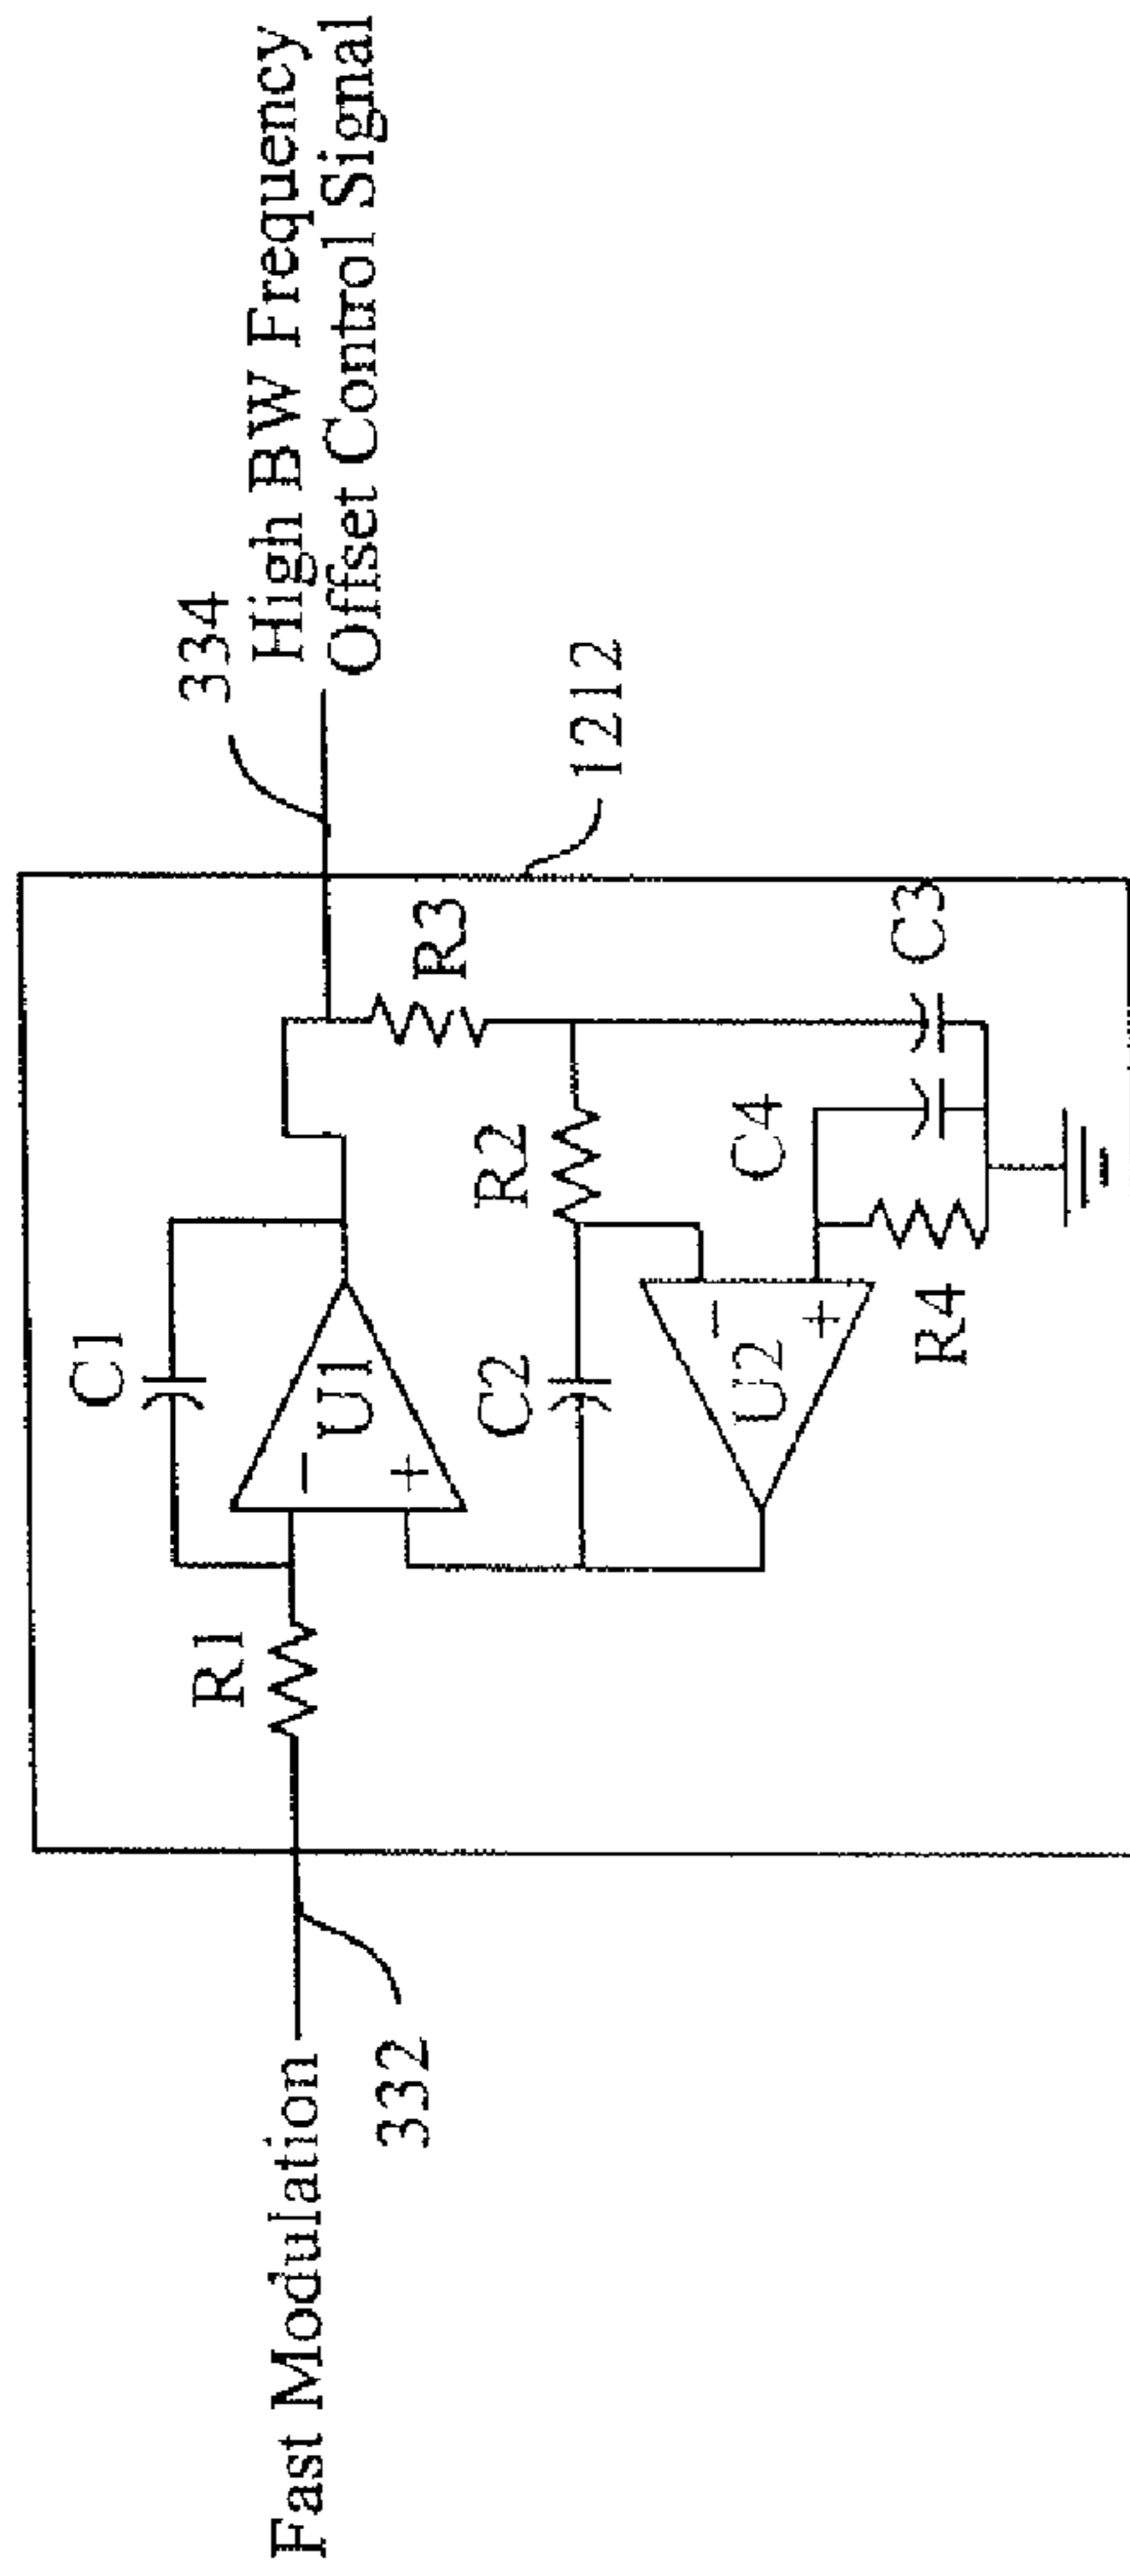 Fast Modulation
332
R1
C1
U1
−
+
C2
R2
U2
−
+
R4
C4
R3
C3
1212
334
High BW Frequency
Offset Control Signal